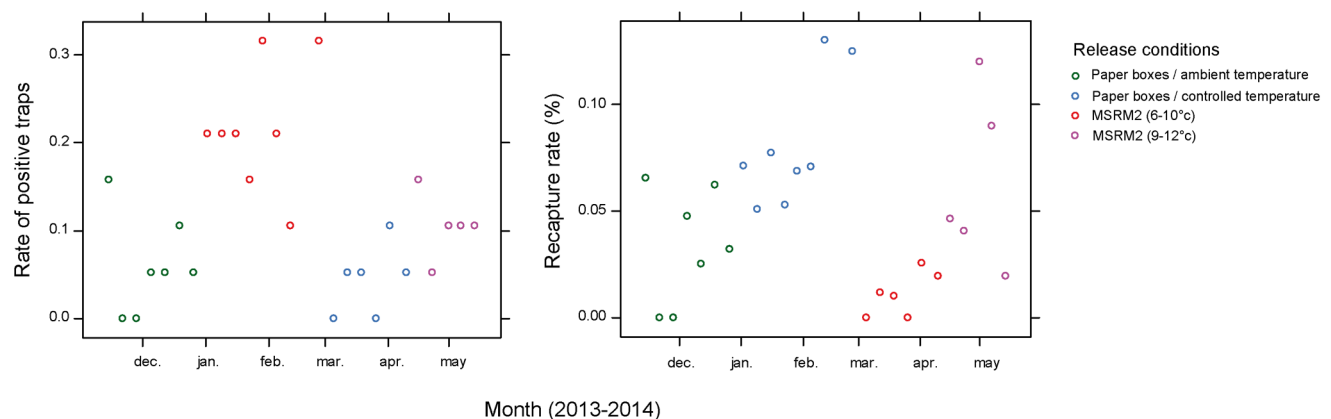 Rate of positive traps
0.3
0.2
0.1
0.0
dec. jan. feb. mar. apr. may
Recapture rate (%)
0.10
0.05
0.00
dec. jan. feb. mar. apr. may
Month (2013-2014)
Release conditions
Paper boxes / ambient temperature
Paper boxes / controlled temperature
MSRM2 (6-10°c)
MSRM2 (9-12°c)